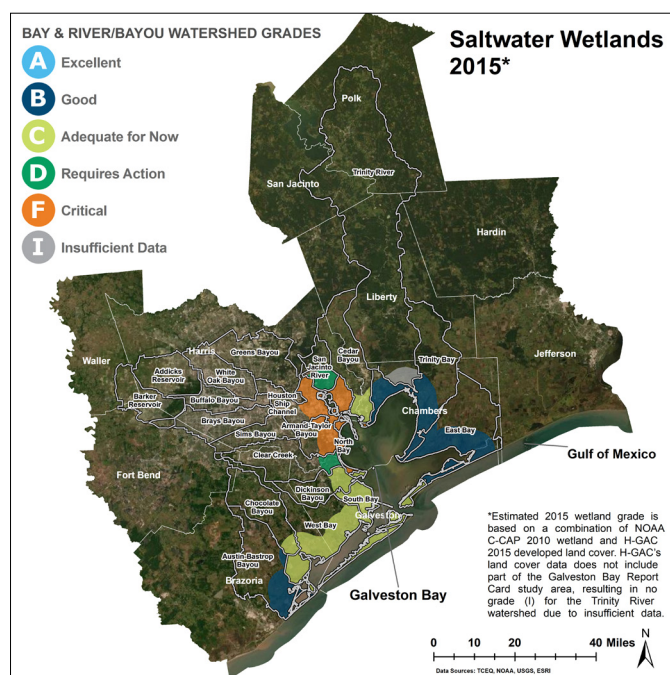 BAY & RIVER/BAYOU WATERSHED GRADES
A Excellent
B Good
C Adequate for Now
D Requires Action
F Critical
I Insufficient Data
Saltwater Wetlands
2015*
Polk
Trinity River
San Jacinto
Hardin
Liberty
Waller
Harris
Greens Bayou
San
Jacinto
River
Cedar
Bayou
Trinity Bay
Jefferson
Addicks
Reservoir
White
Oak Bayou
Barker
Reservoir
Buffalo Bayou
Houston
Ship
Channel
Chambers
Brays Bayou
Armand-Taylor
Bayou
Sims Bayou
North
Bay
East Bay
Clear Creek
Gulf of Mexico
Fort Bend
Dickinson
Bayou
South Bay
Chocolate
Bayou
Galveston
West Bay
Austin-Bastrop
Bayou
Brazoria
Galveston Bay
*Estimated 2015 wetland grade is
based on a combination of NOAA
C-CAP 2010 wetland and H-GAC
2015 developed land cover. H-GAC's
land cover data does not include
part of the Galveston Bay Report
Card study area, resulting in no
grade (I) for the Trinity River
watershed due to insufficient data.
0 10 20 40 Miles
N
Data Sources: TCEQ, NOAA, USGS, ESRI